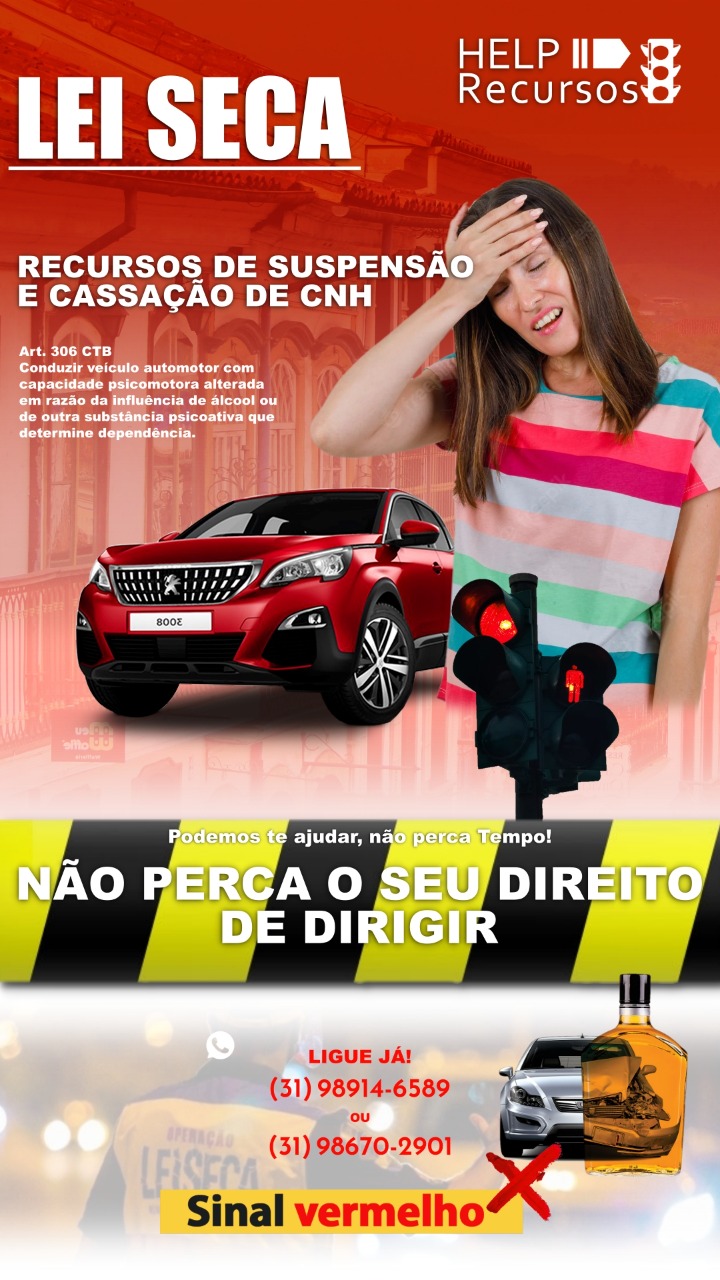 HELP
Recursos
LEI SECA
RECURSOS DE SUSPENSÃO
E CASSAÇÃO DE CNH
Art. 306 CTB
Conduzir veículo automotor com
capacidade psicomotora alterada
em razão da influência de álcool ou
de outra substância psicoativa que
determine dependência.
3008
Podemos te ajudar, não perca Tempo!
NÃO PERCA O SEU DIREITO
DE DIRIGIR
LIGUE JÁ!
(31) 98914-6589
ou
(31) 98670-2901
OPERAÇÃO
LEISECA
Sinal vermelho